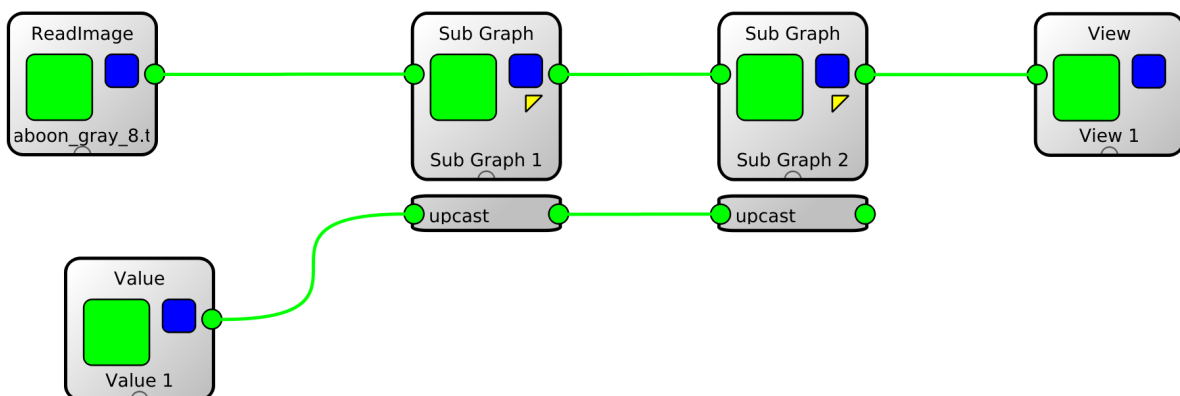 ReadImage
aboon_gray_8.t
Sub Graph
Sub Graph 1
Sub Graph
Sub Graph 2
View
View 1
upcast
upcast
Value
Value 1